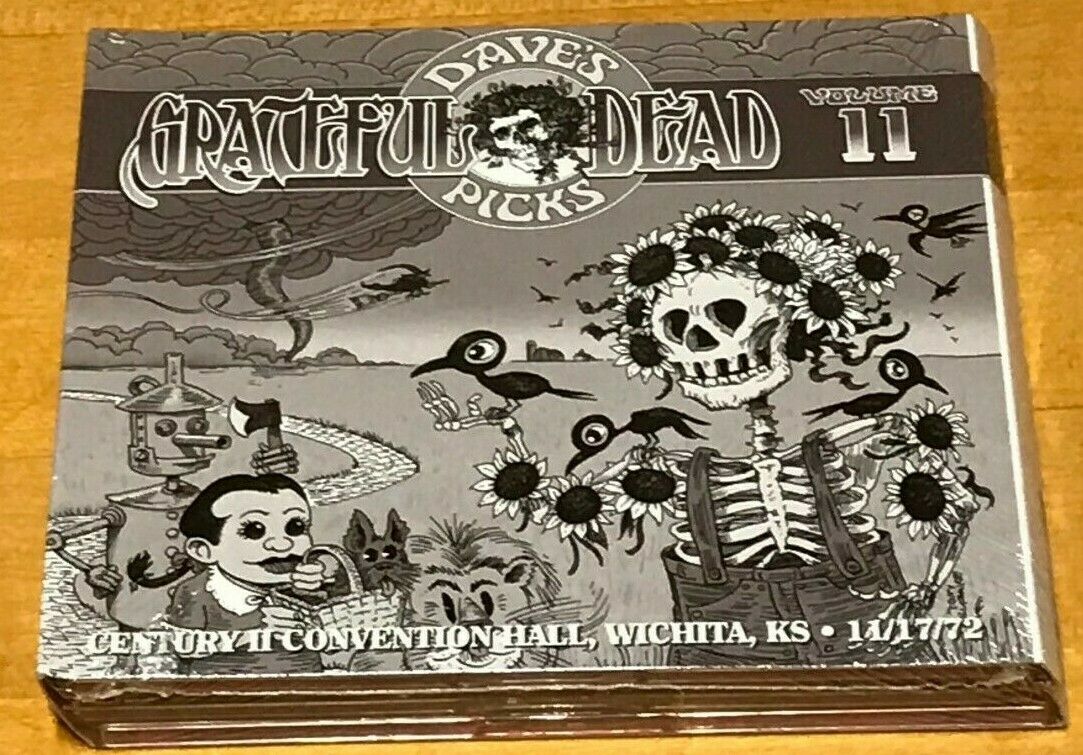 DAVE'S
GRATEFUL DEAD
VOLUME
11
PICKS
CENTURY II CONVENTION HALL, WICHITA, KS • 11/17/72